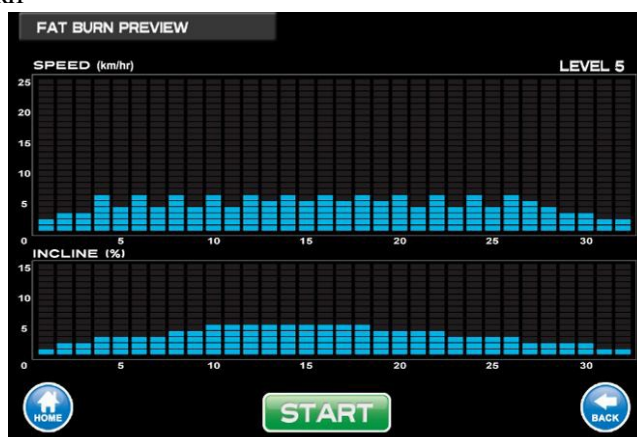 FAT BURN PREVIEW
SPEED (km/hr) LEVEL 5
25
20
15
10
5
0 5 10 15 20 25 30
INCLINE (%)
15
10
5
0 5 10 15 20 25 30
HOME START BACK